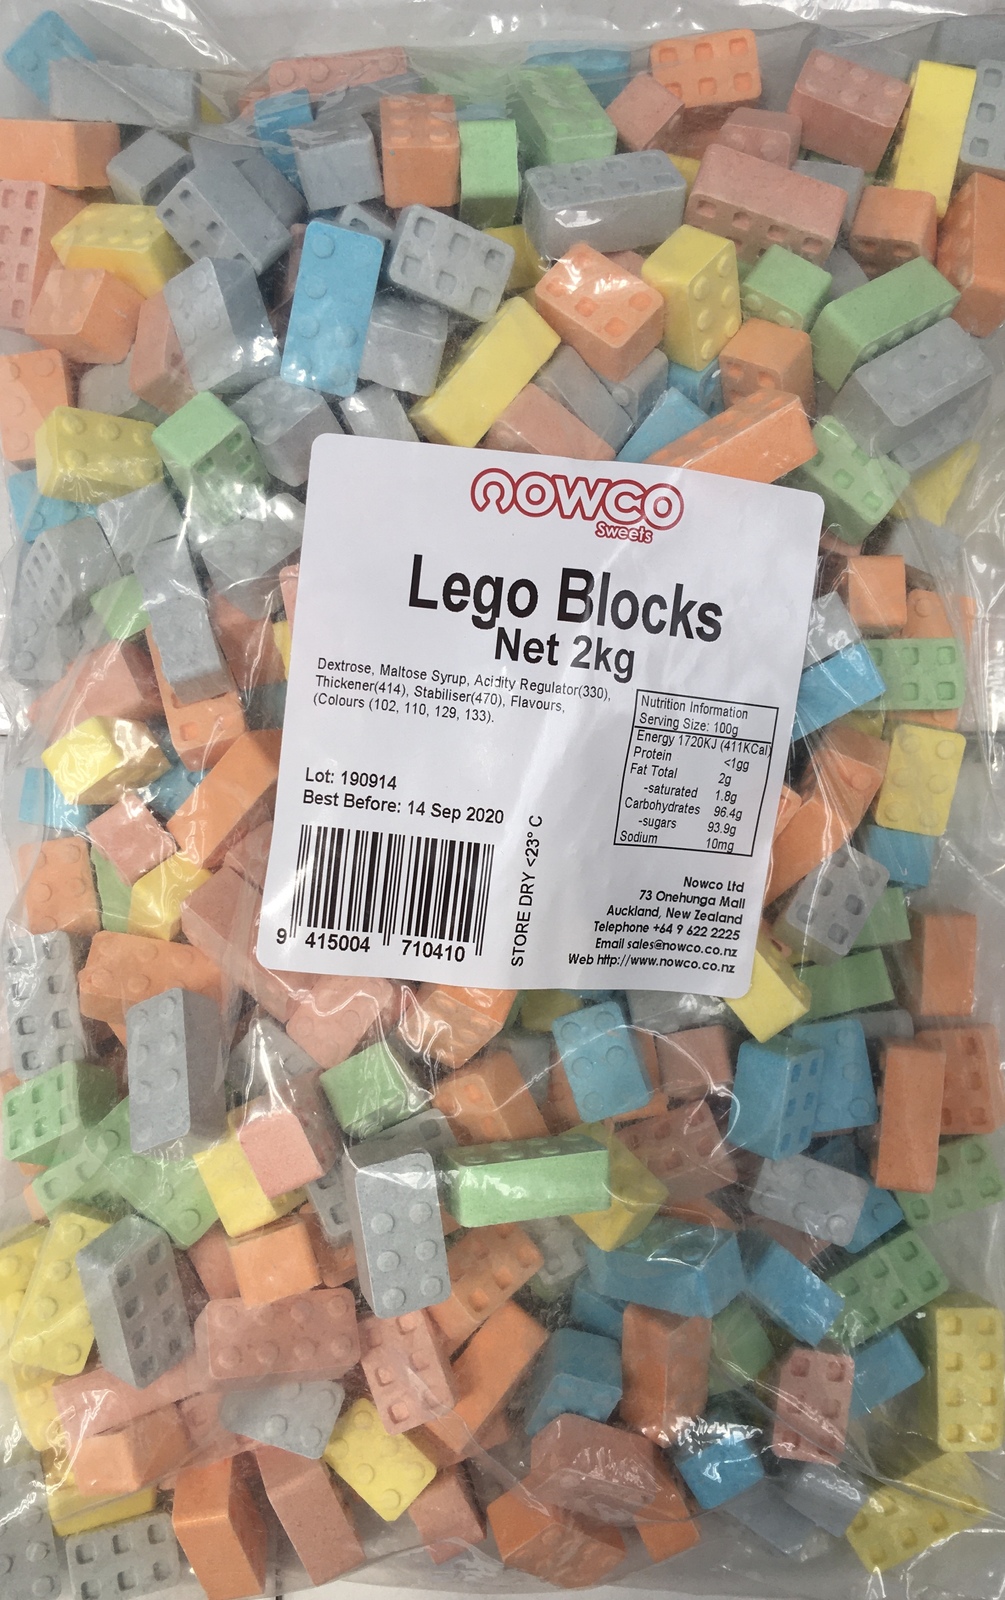 nowco
Sweets
Lego Blocks
Net 2kg
Dextrose, Maltose Syrup, Acidity Regulator(330),
Thickener(414), Stabiliser(470), Flavours,
(Colours (102, 110, 129, 133).
Nutrition Information
Serving Size: 100g
Energy 1720KJ (411KCal)
Protein <1gg
Fat Total 2g
-saturated 1.8g
Carbohydrates 96.4g
-sugars 93.9g
Sodium 10mg
Lot: 190914
Best Before: 14 Sep 2020
9 415004 710410
STORE DRY <23° C
Nowco Ltd
73 Onehunga Mall
Auckland, New Zealand
Telephone +64 9 622 2225
Email sales@nowco.co.nz
Web http://www.nowco.co.nz